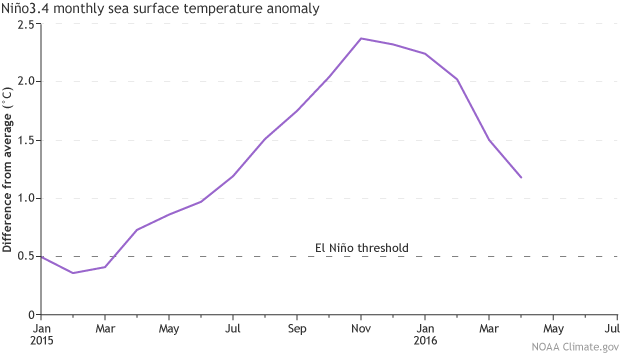 Niño3.4 monthly sea surface temperature anomaly
Difference from average (°C)
2.5
2.0
1.5
1.0
0.5
0
El Niño threshold
Jan Mar May Jul Sep Nov Jan Mar May Jul
2015 2016
NOAA Climate.gov